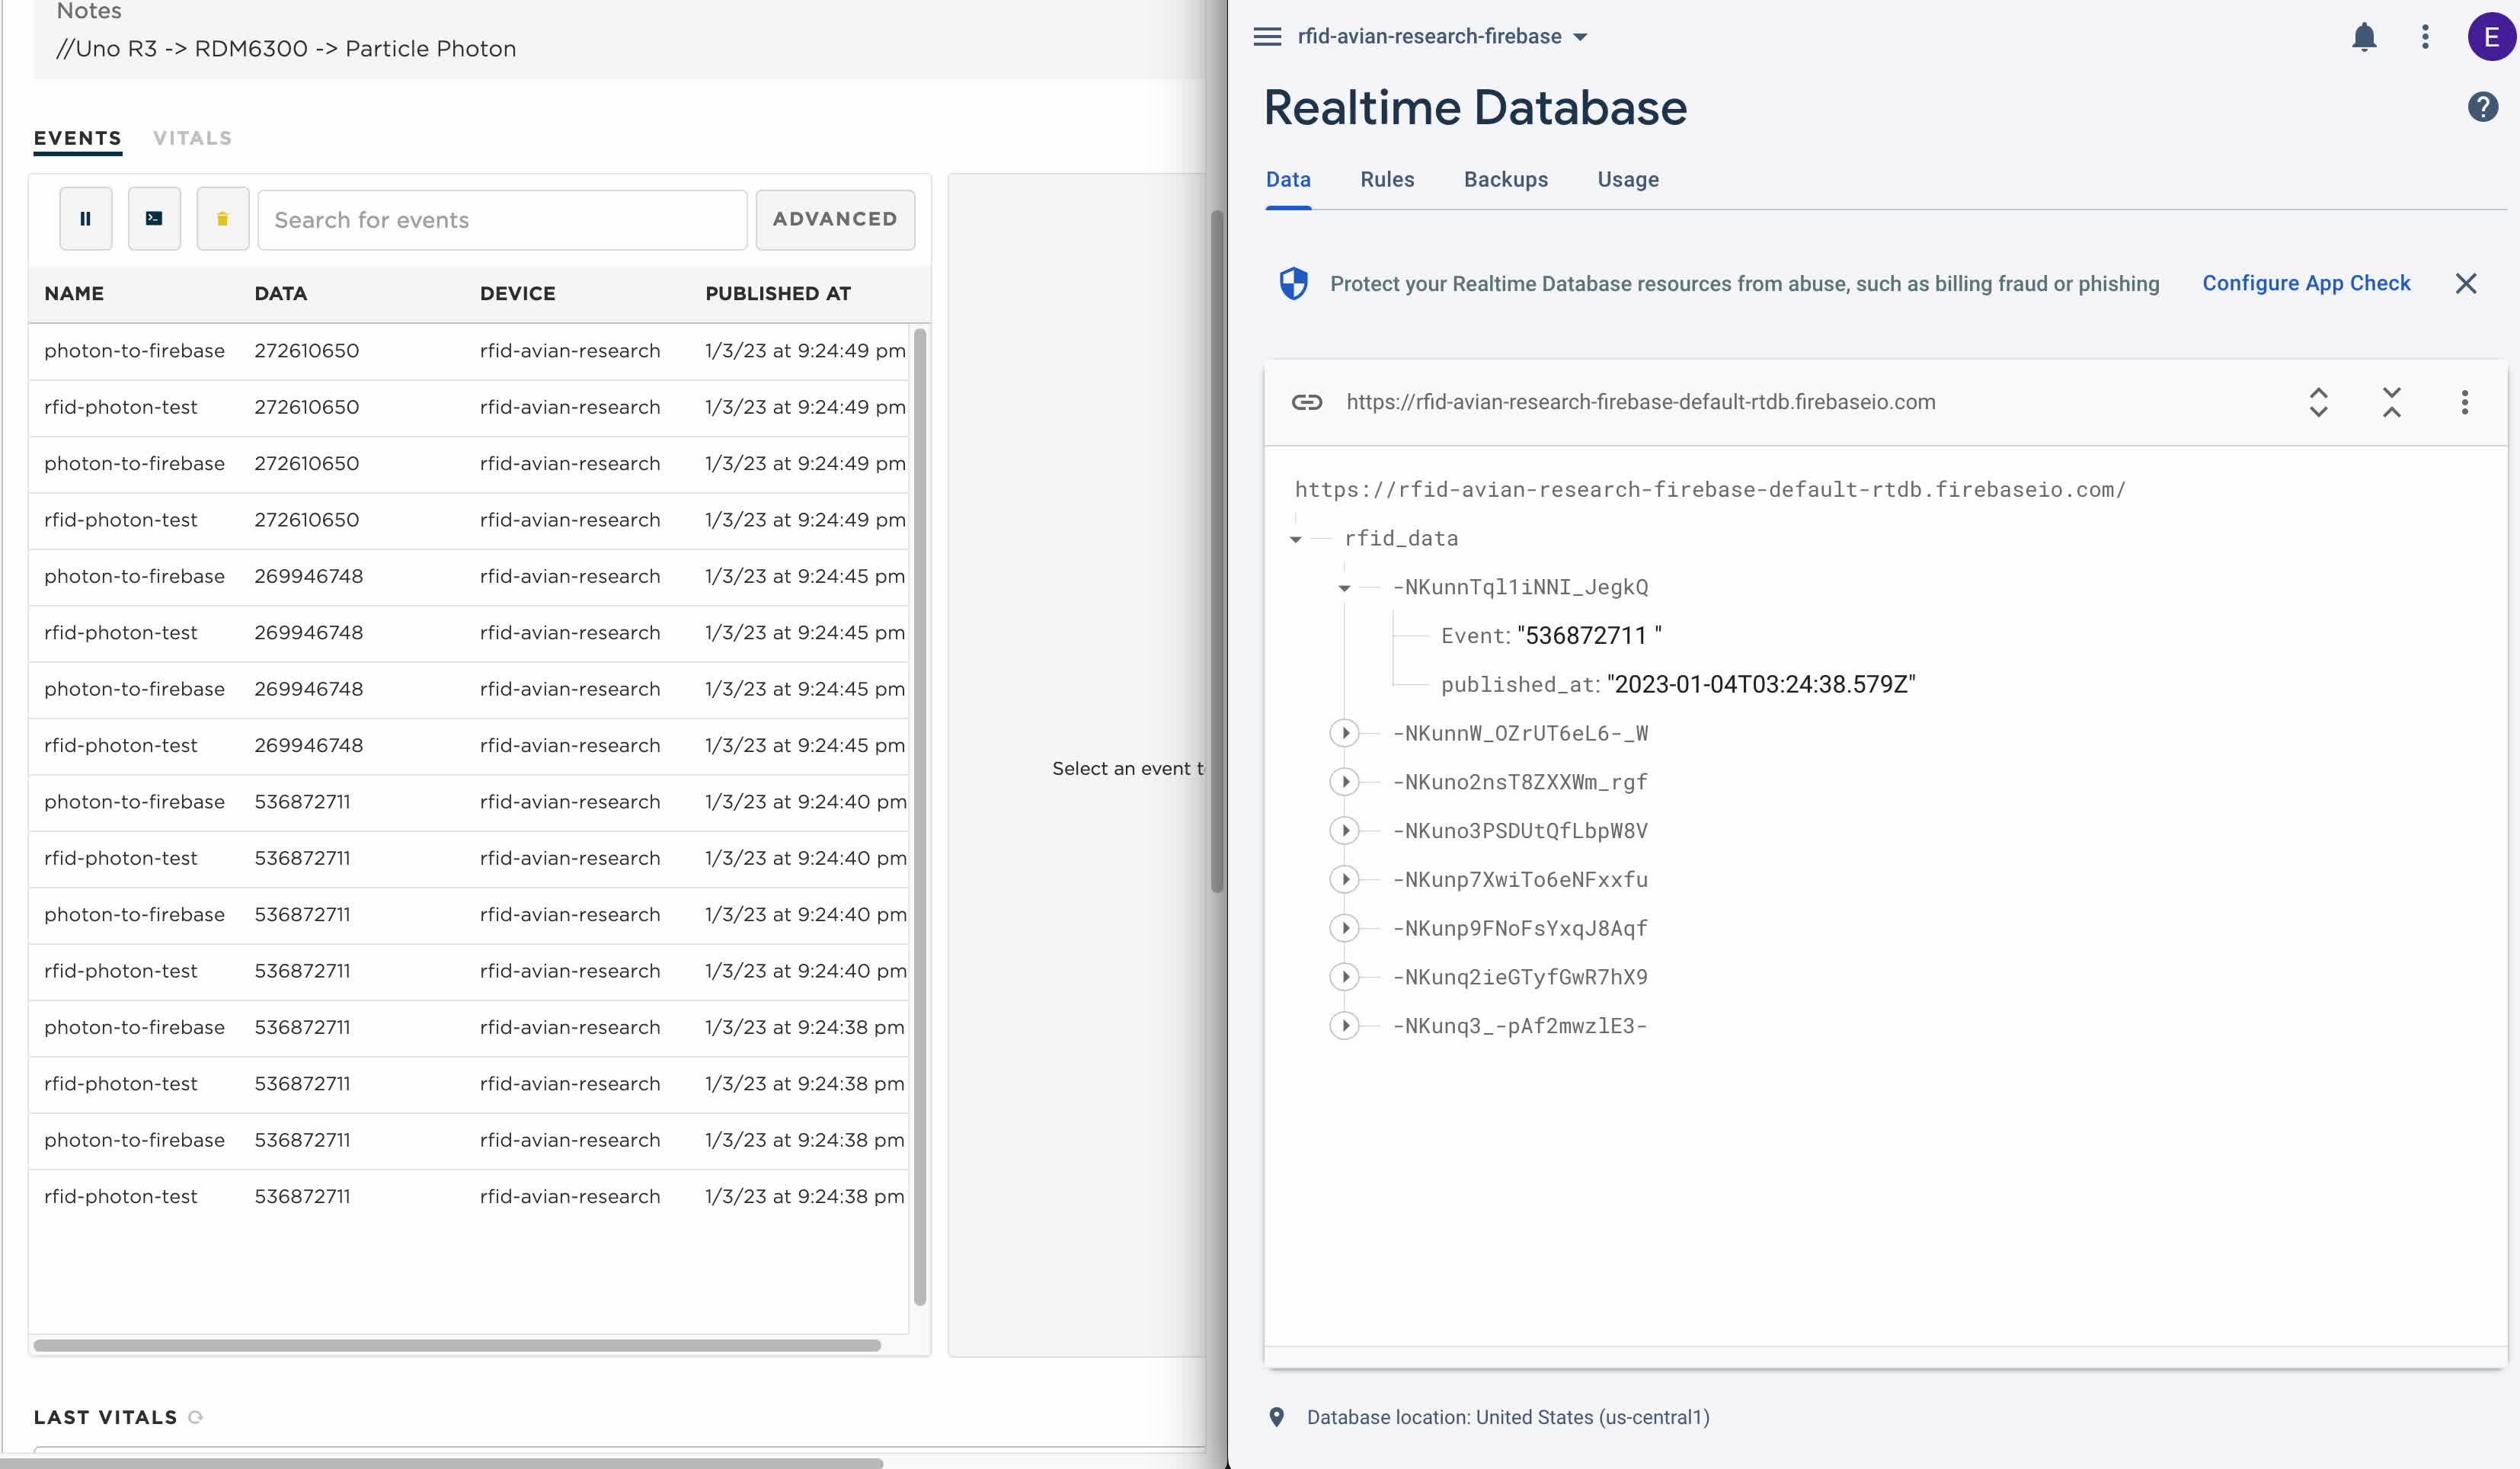 Notes
//Uno R3 -> RDM6300 -> Particle Photon
EVENTS VITALS
Search for events
ADVANCED
NAME DATA DEVICE PUBLISHED AT
photon-to-firebase 272610650 rfid-avian-research 1/3/23 at 9:24:49 pm
rfid-photon-test 272610650 rfid-avian-research 1/3/23 at 9:24:49 pm
photon-to-firebase 272610650 rfid-avian-research 1/3/23 at 9:24:49 pm
rfid-photon-test 272610650 rfid-avian-research 1/3/23 at 9:24:49 pm
photon-to-firebase 269946748 rfid-avian-research 1/3/23 at 9:24:45 pm
rfid-photon-test 269946748 rfid-avian-research 1/3/23 at 9:24:45 pm
photon-to-firebase 269946748 rfid-avian-research 1/3/23 at 9:24:45 pm
rfid-photon-test 269946748 rfid-avian-research 1/3/23 at 9:24:45 pm
photon-to-firebase 536872711 rfid-avian-research 1/3/23 at 9:24:40 pm
rfid-photon-test 536872711 rfid-avian-research 1/3/23 at 9:24:40 pm
photon-to-firebase 536872711 rfid-avian-research 1/3/23 at 9:24:40 pm
rfid-photon-test 536872711 rfid-avian-research 1/3/23 at 9:24:40 pm
photon-to-firebase 536872711 rfid-avian-research 1/3/23 at 9:24:38 pm
rfid-photon-test 536872711 rfid-avian-research 1/3/23 at 9:24:38 pm
photon-to-firebase 536872711 rfid-avian-research 1/3/23 at 9:24:38 pm
rfid-photon-test 536872711 rfid-avian-research 1/3/23 at 9:24:38 pm
Select an event t
LAST VITALS
rfid-avian-research-firebase
E
Realtime Database
?
Data Rules Backups Usage
Protect your Realtime Database resources from abuse, such as billing fraud or phishing Configure App Check
https://rfid-avian-research-firebase-default-rtdb.firebaseio.com
https://rfid-avian-research-firebase-default-rtdb.firebaseio.com/
rfid_data
-NKunnTql1iNNI_JegkQ
Event: "536872711 "
published_at: "2023-01-04T03:24:38.579Z"
-NKunnW_OZrUT6eL6-_W
-NKuno2nsT8ZXXWm_rgf
-NKuno3PSDUtQfLbpW8V
-NKunp7XwiTo6eNFxxfu
-NKunp9FNoFsYxqJ8Aqf
-NKunq2ieGTyfGwR7hX9
-NKunq3_-pAf2mwzlE3-
Database location: United States (us-central1)